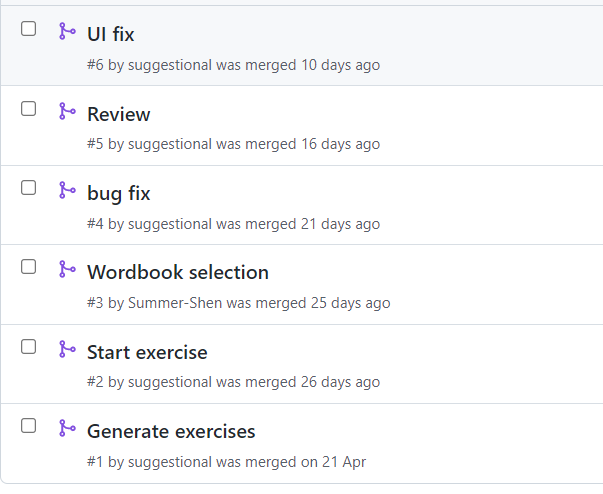 UI fix
#6 by suggestional was merged 10 days ago
Review
#5 by suggestional was merged 16 days ago
bug fix
#4 by suggestional was merged 21 days ago
Wordbook selection
#3 by Summer-Shen was merged 25 days ago
Start exercise
#2 by suggestional was merged 26 days ago
Generate exercises
#1 by suggestional was merged on 21 Apr